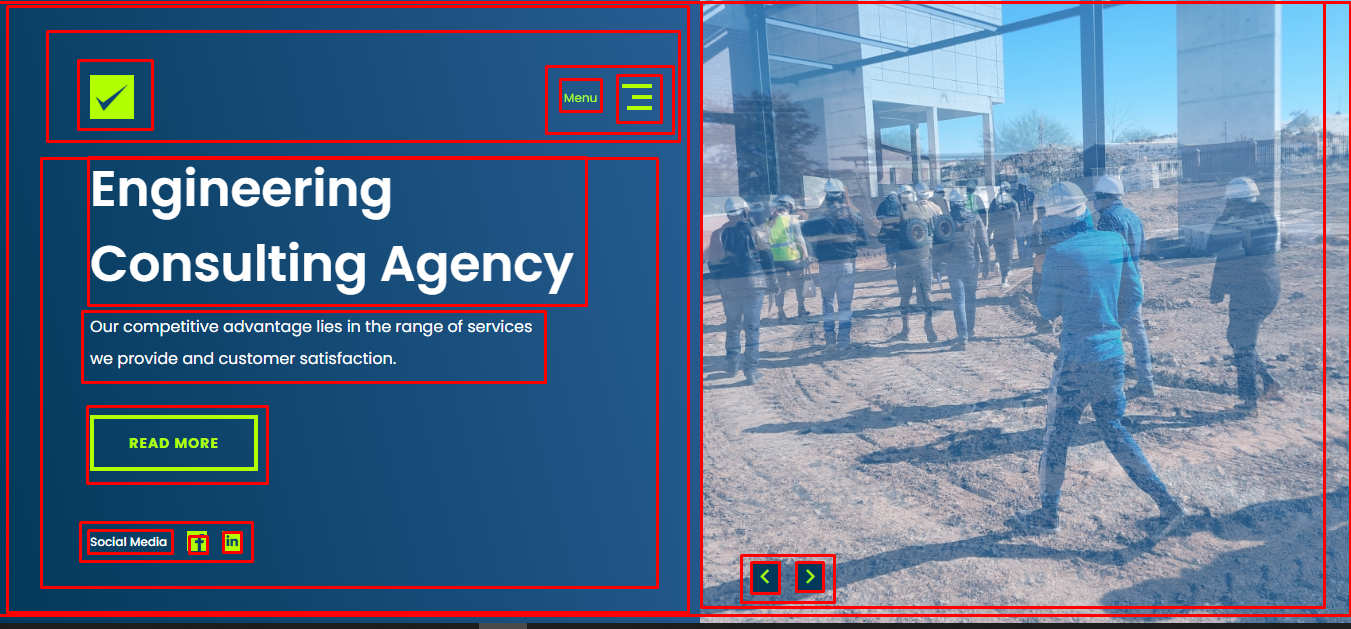 Menu
Engineering
Consulting Agency
Our competitive advantage lies in the range of services
we provide and customer satisfaction.
READ MORE
Social Media
f
in